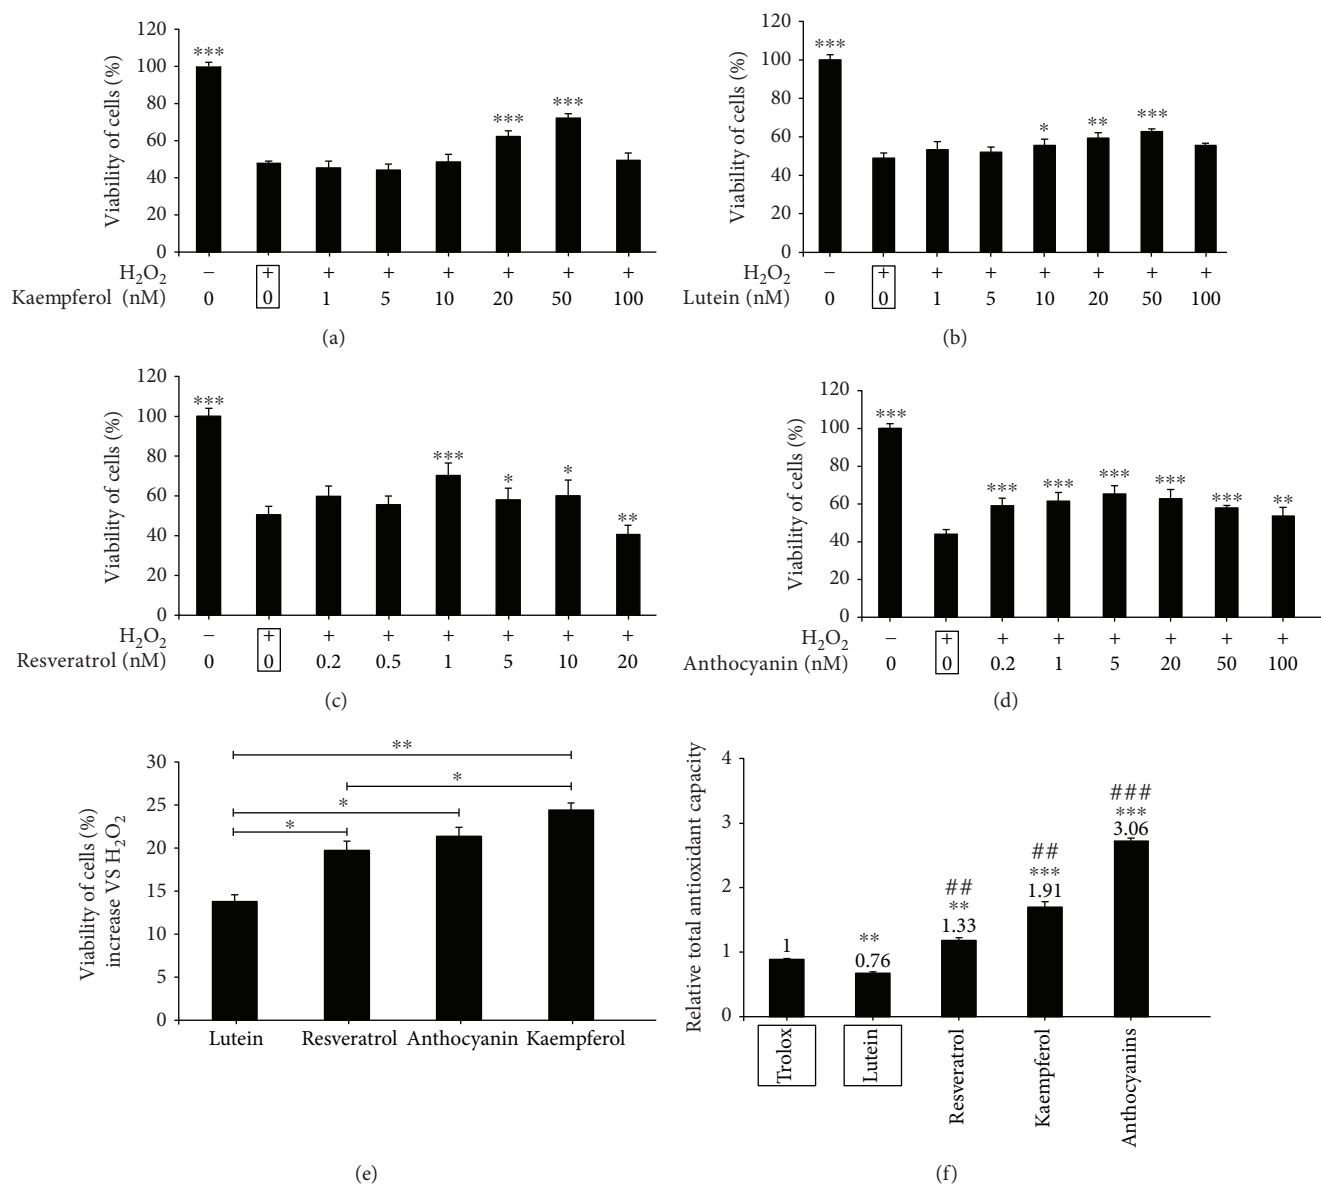 120
100
80
60
40
20
0
Viability of cells (%)
*** *** ***
H₂O₂ − + + + + + + +
Kaempferol (nM) 0 0 1 5 10 20 50 100
(a)
120
100
80
60
40
20
0
Viability of cells (%)
*** * ** ***
H₂O₂ − + + + + + + +
Lutein (nM) 0 0 1 5 10 20 50 100
(b)
120
100
80
60
40
20
0
Viability of cells (%)
*** *** * * **
H₂O₂ − + + + + + + +
Resveratrol (nM) 0 0 0.2 0.5 1 5 10 20
(c)
120
100
80
60
40
20
0
Viability of cells (%)
*** *** *** *** *** *** **
H₂O₂ − + + + + + + +
Anthocyanin (nM) 0 0 0.2 1 5 20 50 100
(d)
30
25
20
15
10
5
0
Viability of cells (%)
increase VS H₂O₂
**
*
*
*
Lutein Resveratrol Anthocyanin Kaempferol
(e)
4
3
2
1
0
Relative total antioxidant capacity
1
**
0.76
##
**
1.33
##
***
1.91
###
***
3.06
Trolox
Lutein
Resveratrol
Kaempferol
Anthocyanins
(f)